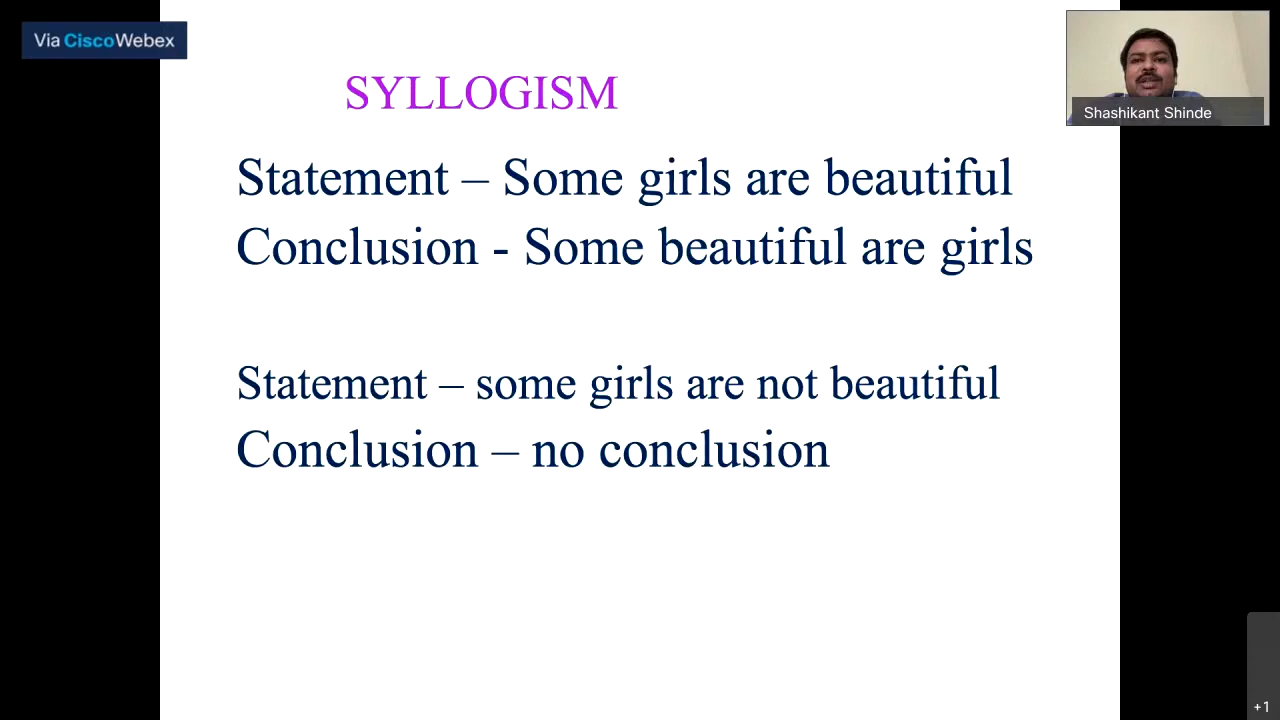 Via CiscoWebex
SYLLOGISM
Shashikant Shinde
Statement – Some girls are beautiful
Conclusion - Some beautiful are girls
Statement – some girls are not beautiful
Conclusion – no conclusion
+1